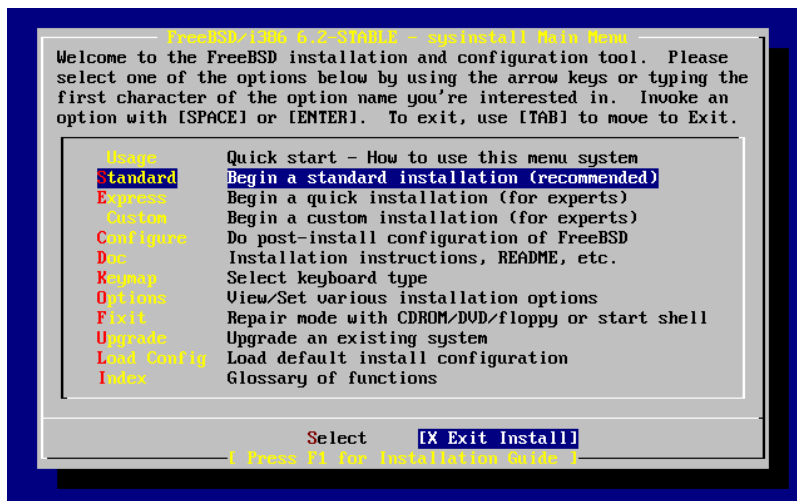 FreeBSD/i386 6.2-STABLE - sysinstall Main Menu
Welcome to the FreeBSD installation and configuration tool.  Please
select one of the options below by using the arrow keys or typing the
first character of the option name you're interested in.  Invoke an
option with [SPACE] or [ENTER].  To exit, use [TAB] to move to Exit.
Usage Quick start - How to use this menu system
Standard Begin a standard installation (recommended)
Express Begin a quick installation (for experts)
Custom Begin a custom installation (for experts)
Configure Do post-install configuration of FreeBSD
Doc Installation instructions, README, etc.
Keymap Select keyboard type
Options View/Set various installation options
Fixit Repair mode with CDROM/DVD/floppy or start shell
Upgrade Upgrade an existing system
Load Config Load default install configuration
Index Glossary of functions
Select [X Exit Install]
[ Press F1 for Installation Guide ]